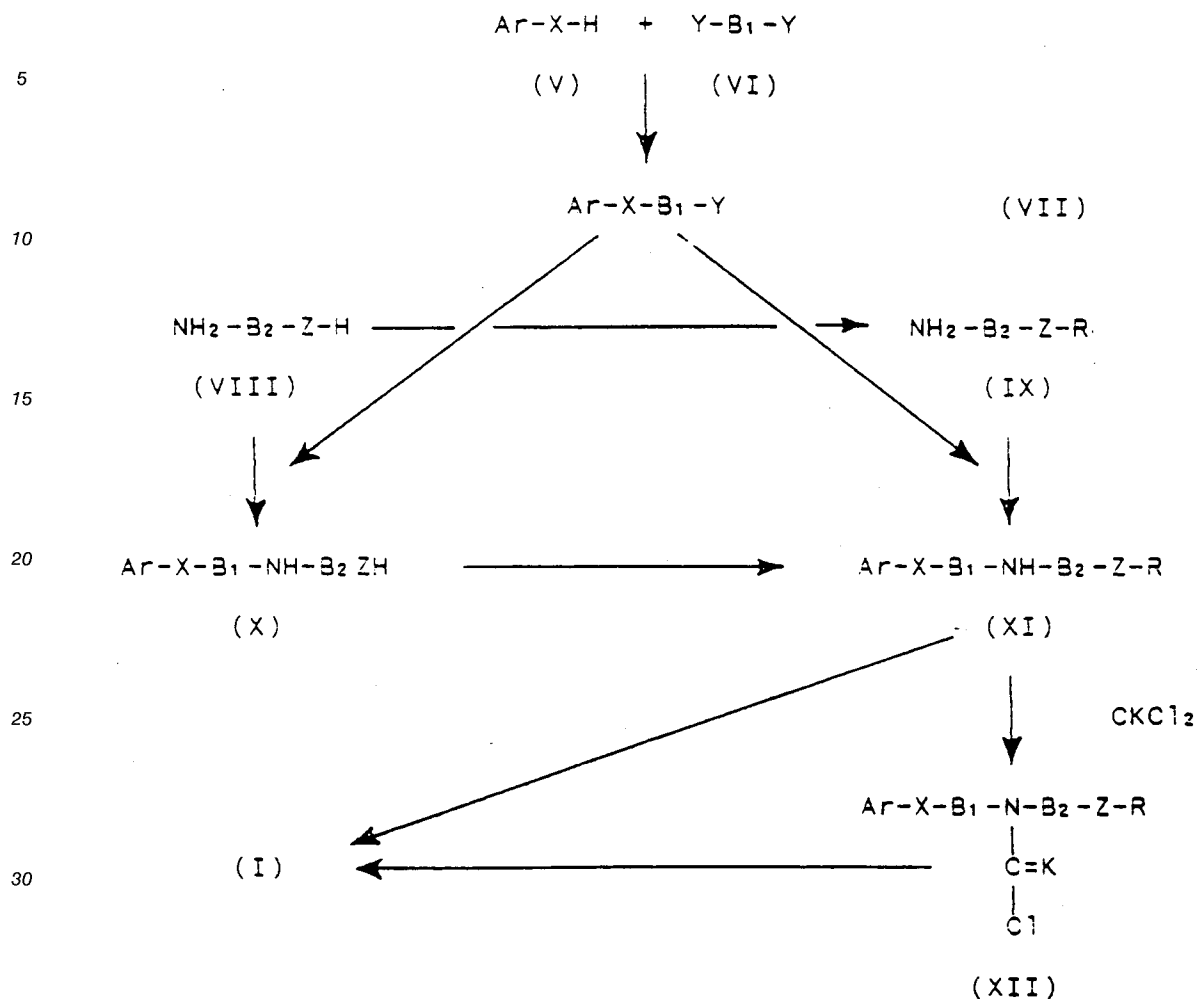 Ar-X-H + Y-B₁-Y
5 (V) (VI)
Ar-X-B₁-Y (VII)
10
NH₂-B₂-Z-H NH₂-B₂-Z-R
(VIII) (IX)
15
20 Ar-X-B₁-NH-B₂ZH Ar-X-B₁-NH-B₂-Z-R
(X) (XI)
25 CKCl₂
Ar-X-B₁-N-B₂-Z-R
30 (I) C=K
Cl
(XII)